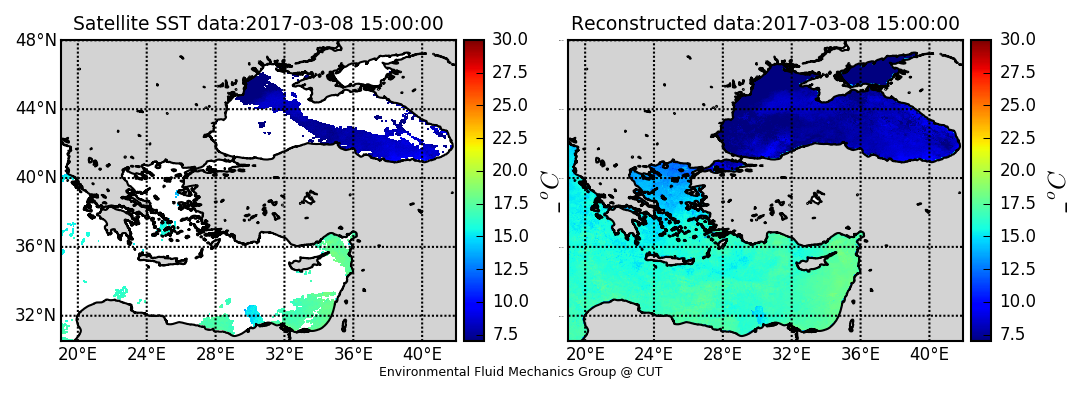 Satellite SST data:2017-03-08 15:00:00
Reconstructed data:2017-03-08 15:00:00
48°N
44°N
40°N
36°N
32°N
20°E 24°E 28°E 32°E 36°E 40°E
30.0
27.5
25.0
22.5
20.0
17.5
15.0
12.5
10.0
7.5
_°C
20°E 24°E 28°E 32°E 36°E 40°E
30.0
27.5
25.0
22.5
20.0
17.5
15.0
12.5
10.0
7.5
_°C
Environmental Fluid Mechanics Group @ CUT